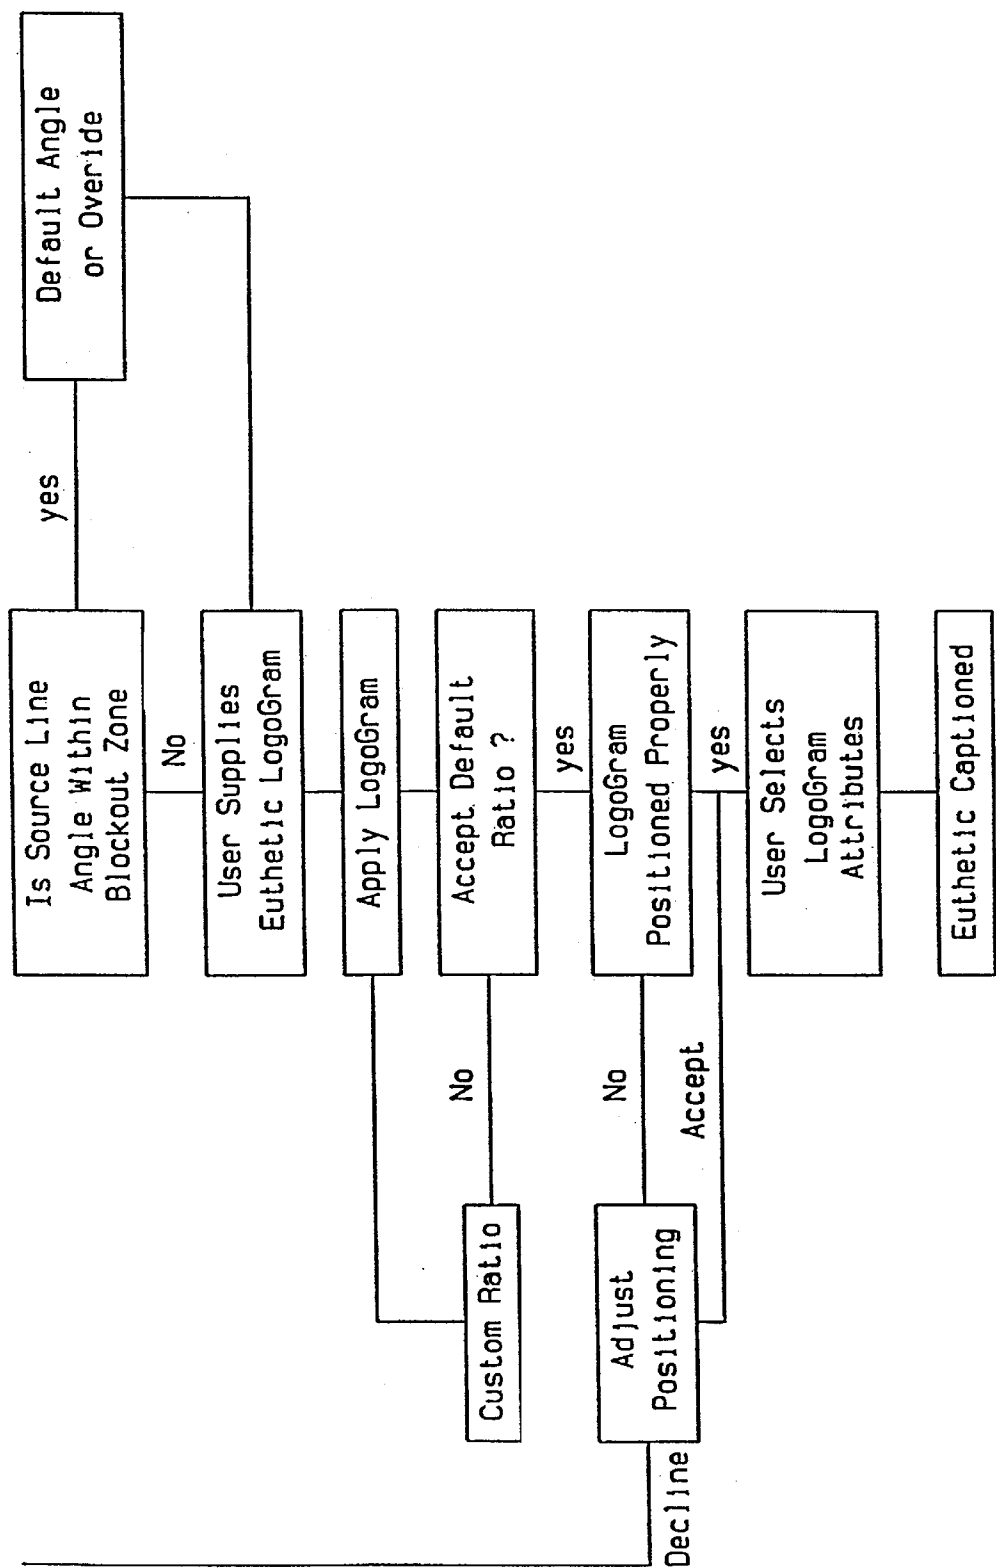 Is Source Line
Angle Within
Blockout Zone
yes
Default Angle
or Overide
No
User Supplies
Euthetic LogoGram
Apply LogoGram
Accept Default
Ratio ?
No
Custom Ratio
yes
LogoGram
Positioned Properly
No
Adjust
Positioning
Decline
Accept
yes
User Selects
LogoGram
Attributes
Euthetic Captioned